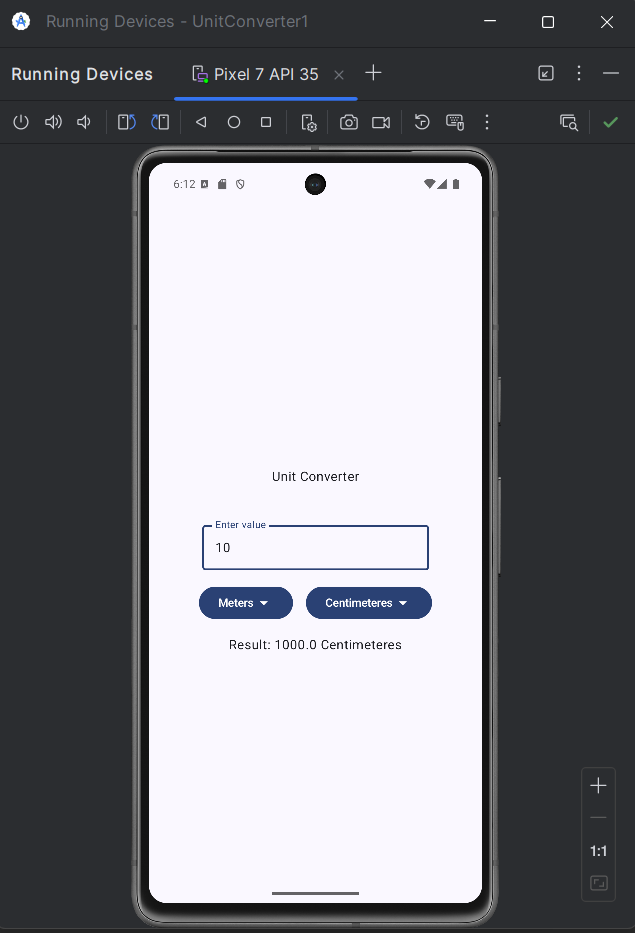 Running Devices - UnitConverter1
Running Devices Pixel 7 API 35
6:12
Unit Converter
Enter value
10
Meters Centimeteres
Result: 1000.0 Centimeteres
1:1